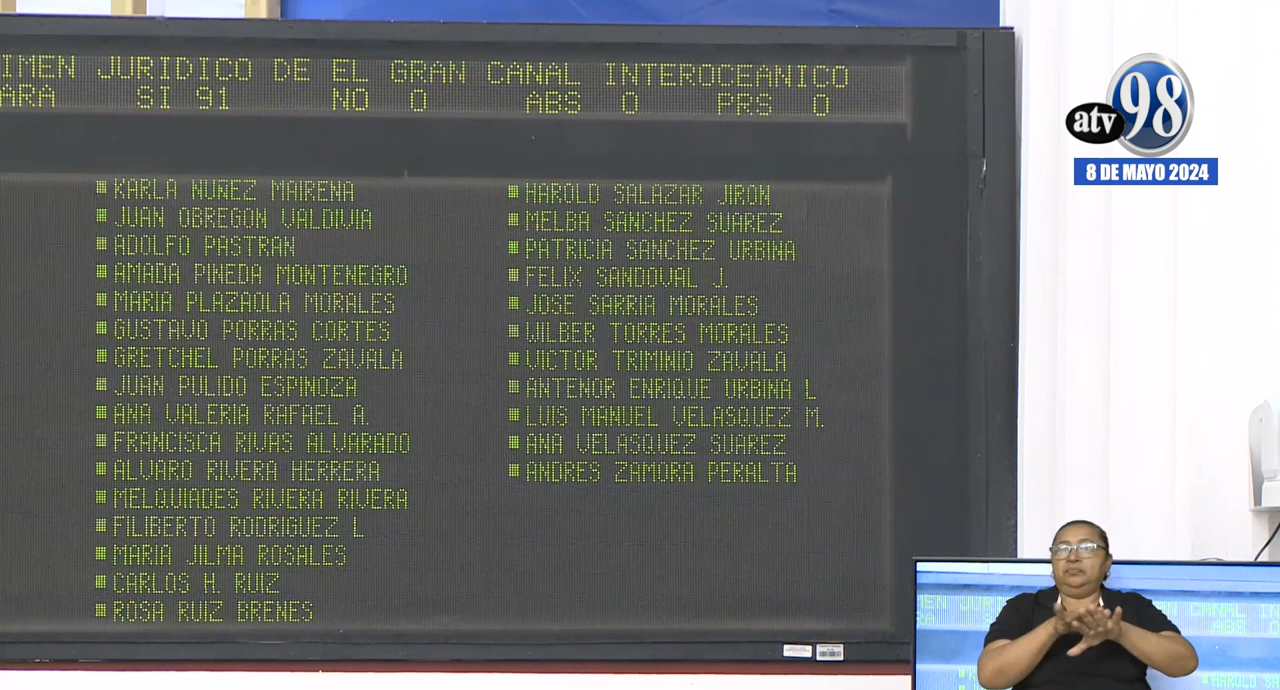 IMEN JURIDICO DE EL GRAN CANAL INTEROCEANICO
ARA SI 91 NO 0 ABS 0 PRS 0
KARLA NUÑEZ MAIRENA
JUAN OBREGON VALDIVIA
ADOLFO PASTRAN
AMADA PINEDA MONTENEGRO
MARIA PLAZAOLA MORALES
GUSTAVO PORRAS CORTES
GRETCHEL PORRAS ZAVALA
JUAN PULIDO ESPINOZA
ANA VALERIA RAFAEL A.
FRANCISCA RIVAS ALVARADO
ALVARO RIVERA HERRERA
MELQUIADES RIVERA RIVERA
FILIBERTO RODRIGUEZ L
MARIA JILMA ROSALES
CARLOS H. RUIZ
ROSA RUIZ BRENES
HAROLD SALAZAR JIRON
MELBA SANCHEZ SUAREZ
PATRICIA SANCHEZ URBINA
FELIX SANDOVAL J.
JOSE SARRIA MORALES
WILBER TORRES MORALES
VICTOR TRIMINIO ZAVALA
ANTENOR ENRIQUE URBINA L
LUIS MANUEL VELASQUEZ M.
ANA VELASQUEZ SUAREZ
ANDRES ZAMORA PERALTA
atv 98
8 DE MAYO 2024